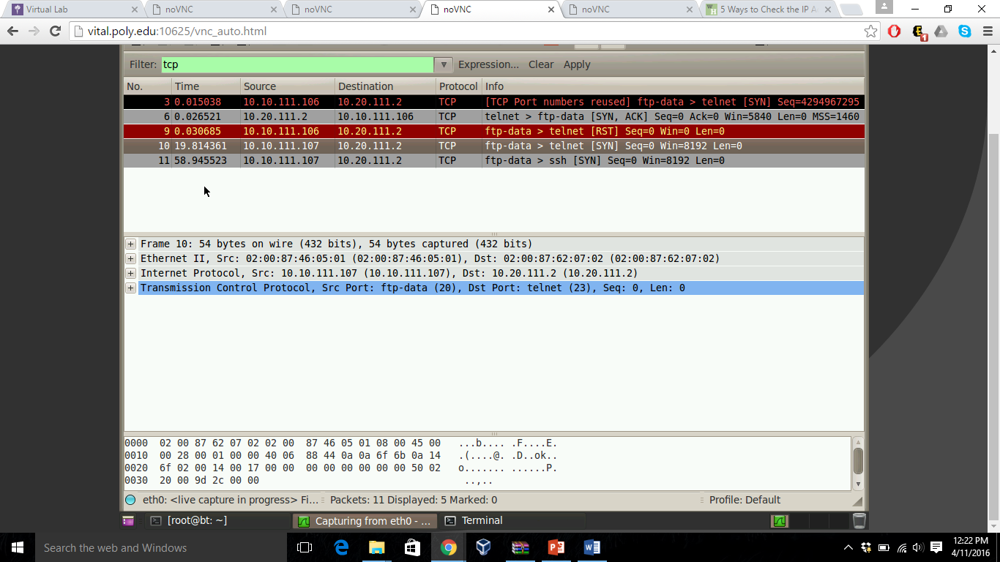 Virtual Lab
noVNC
noVNC
noVNC
noVNC
5 Ways to Check the IP A
vital.poly.edu:10625/vnc_auto.html
1
Filter: tcp Expression... Clear Apply
No. Time Source Destination Protocol Info
3 0.015038 10.10.111.106 10.20.111.2 TCP [TCP Port numbers reused] ftp-data > telnet [SYN] Seq=4294967295
6 0.026521 10.20.111.2 10.10.111.106 TCP telnet > ftp-data [SYN, ACK] Seq=0 Ack=0 Win=5840 Len=0 MSS=1460
9 0.030685 10.10.111.106 10.20.111.2 TCP ftp-data > telnet [RST] Seq=0 Win=0 Len=0
10 19.814361 10.10.111.107 10.20.111.2 TCP ftp-data > telnet [SYN] Seq=0 Win=8192 Len=0
11 58.945523 10.10.111.107 10.20.111.2 TCP ftp-data > ssh [SYN] Seq=0 Win=8192 Len=0
Frame 10: 54 bytes on wire (432 bits), 54 bytes captured (432 bits)
Ethernet II, Src: 02:00:87:46:05:01 (02:00:87:46:05:01), Dst: 02:00:87:62:07:02 (02:00:87:62:07:02)
Internet Protocol, Src: 10.10.111.107 (10.10.111.107), Dst: 10.20.111.2 (10.20.111.2)
Transmission Control Protocol, Src Port: ftp-data (20), Dst Port: telnet (23), Seq: 0, Len: 0
0000 02 00 87 62 07 02 02 00 87 46 05 01 08 00 45 00 ...b.... .F....E.
0010 00 28 00 01 00 00 40 06 88 44 0a 0a 6f 6b 0a 14 .(....@. .D..ok..
0020 6f 02 00 14 00 17 00 00 00 00 00 00 00 00 50 02 o....... ......P.
0030 20 00 9d 2c 00 00 ..,..
eth0: <live capture in progress> Fi... Packets: 11 Displayed: 5 Marked: 0 Profile: Default
[root@bt: ~] Capturing from eth0 - ... Terminal
Search the web and Windows
12:22 PM
4/11/2016